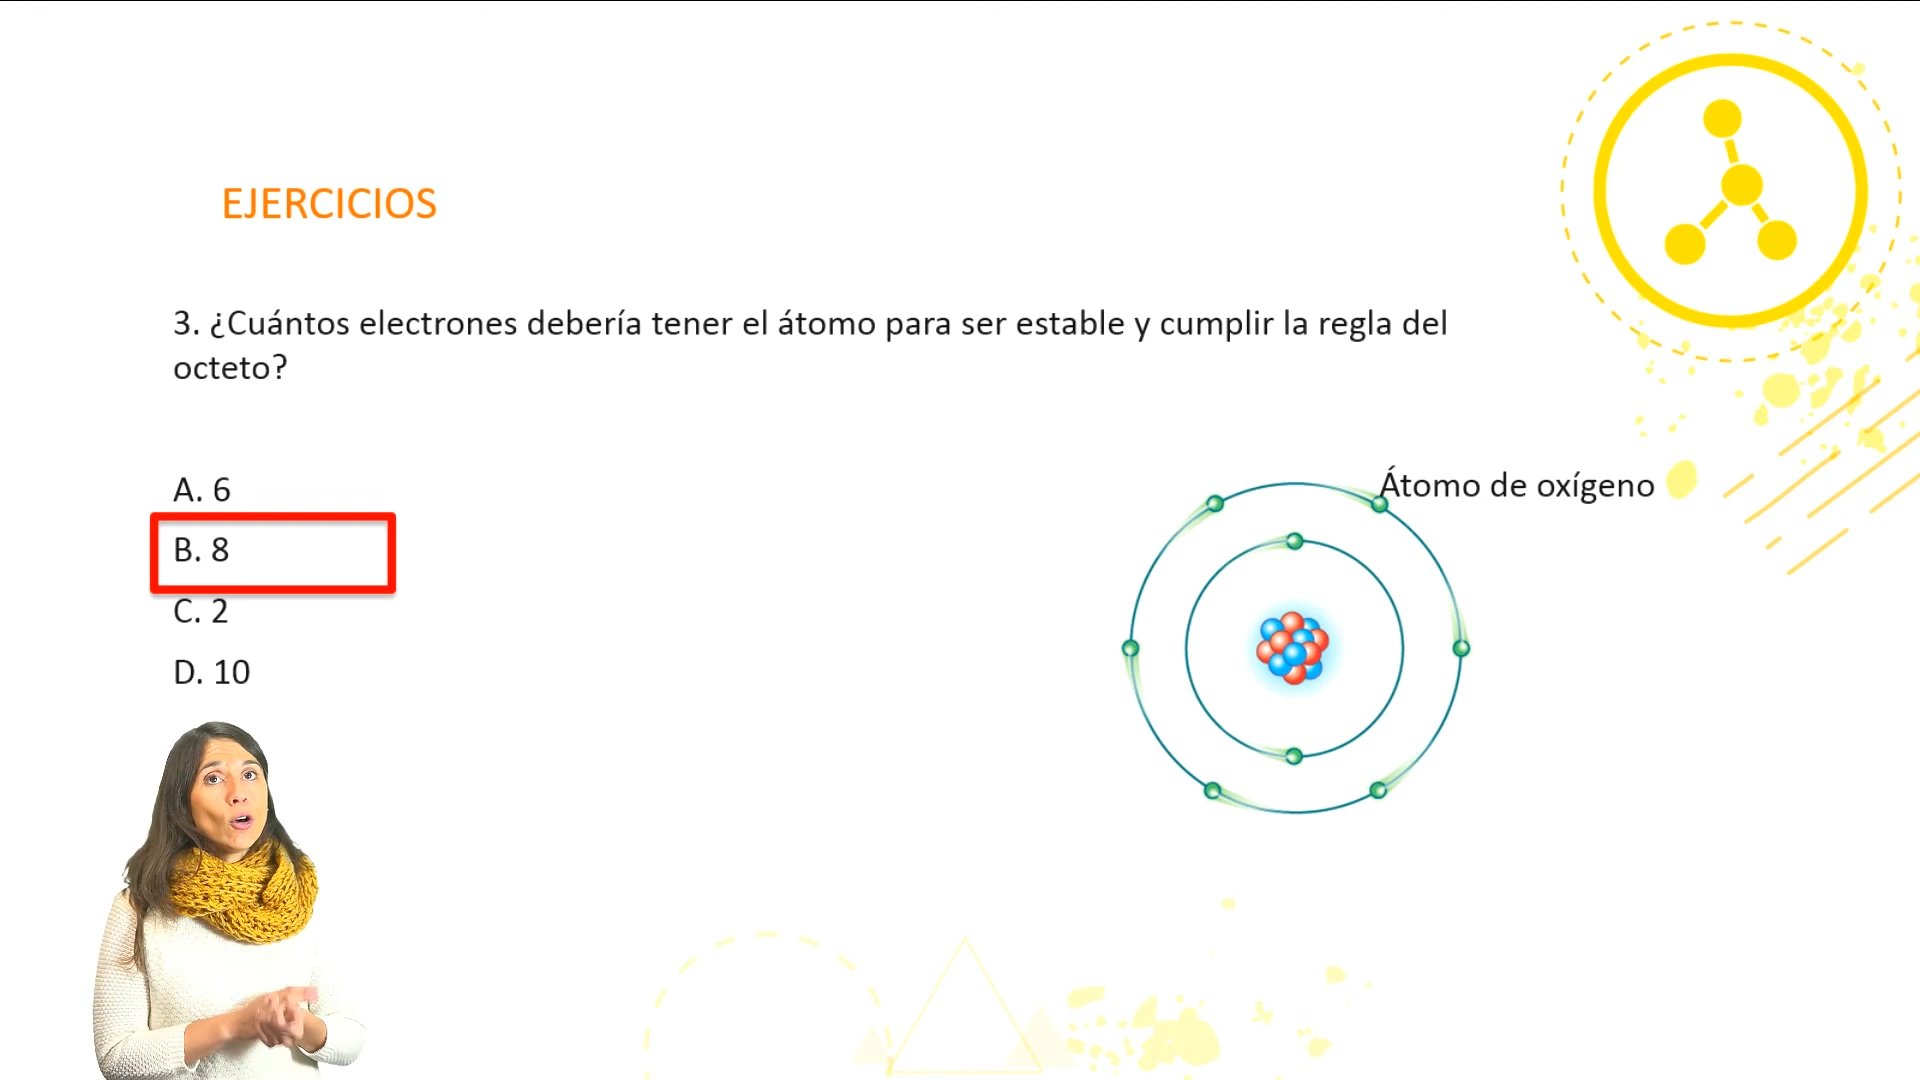 EJERCICIOS
3. ¿Cuántos electrones debería tener el átomo para ser estable y cumplir la regla del
octeto?
A. 6
B. 8
C. 2
D. 10
Átomo de oxígeno